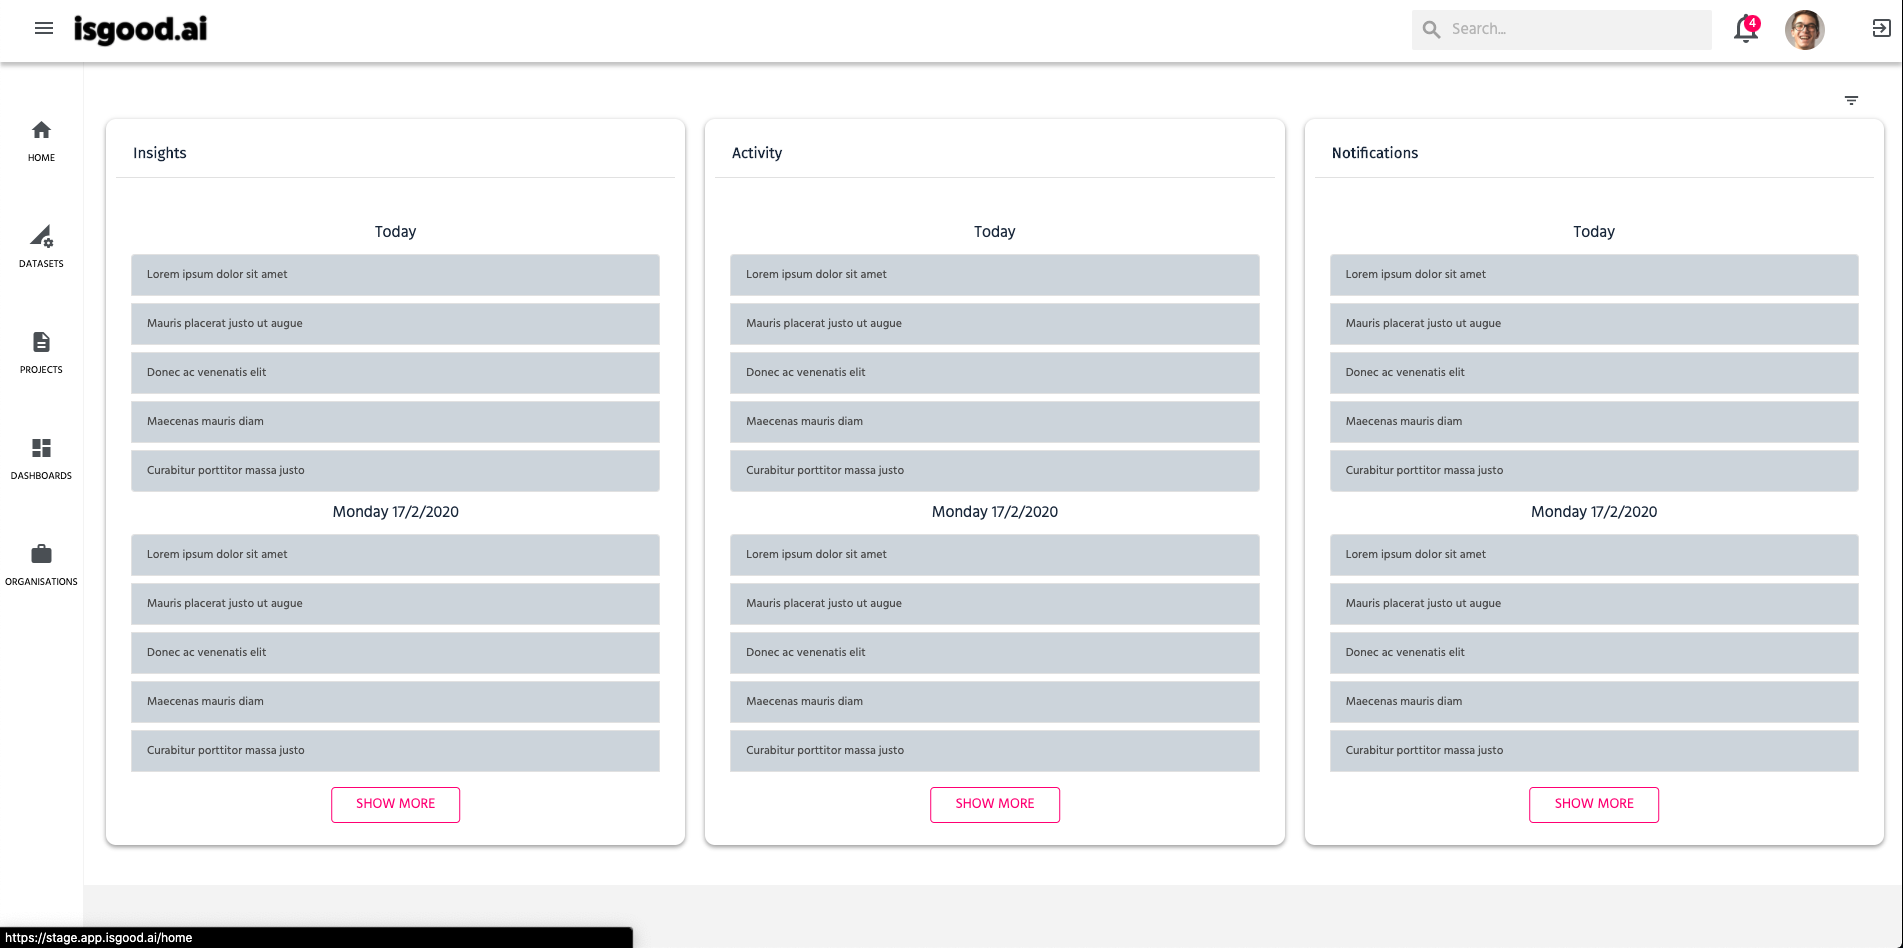 isgood.ai
Search...
4
HOME
DATASETS
PROJECTS
DASHBOARDS
ORGANISATIONS
Insights
Today
Lorem ipsum dolor sit amet
Mauris placerat justo ut augue
Donec ac venenatis elit
Maecenas mauris diam
Curabitur porttitor massa justo
Monday 17/2/2020
Lorem ipsum dolor sit amet
Mauris placerat justo ut augue
Donec ac venenatis elit
Maecenas mauris diam
Curabitur porttitor massa justo
SHOW MORE
Activity
Today
Lorem ipsum dolor sit amet
Mauris placerat justo ut augue
Donec ac venenatis elit
Maecenas mauris diam
Curabitur porttitor massa justo
Monday 17/2/2020
Lorem ipsum dolor sit amet
Mauris placerat justo ut augue
Donec ac venenatis elit
Maecenas mauris diam
Curabitur porttitor massa justo
SHOW MORE
Notifications
Today
Lorem ipsum dolor sit amet
Mauris placerat justo ut augue
Donec ac venenatis elit
Maecenas mauris diam
Curabitur porttitor massa justo
Monday 17/2/2020
Lorem ipsum dolor sit amet
Mauris placerat justo ut augue
Donec ac venenatis elit
Maecenas mauris diam
Curabitur porttitor massa justo
SHOW MORE
https://stage.app.isgood.ai/home